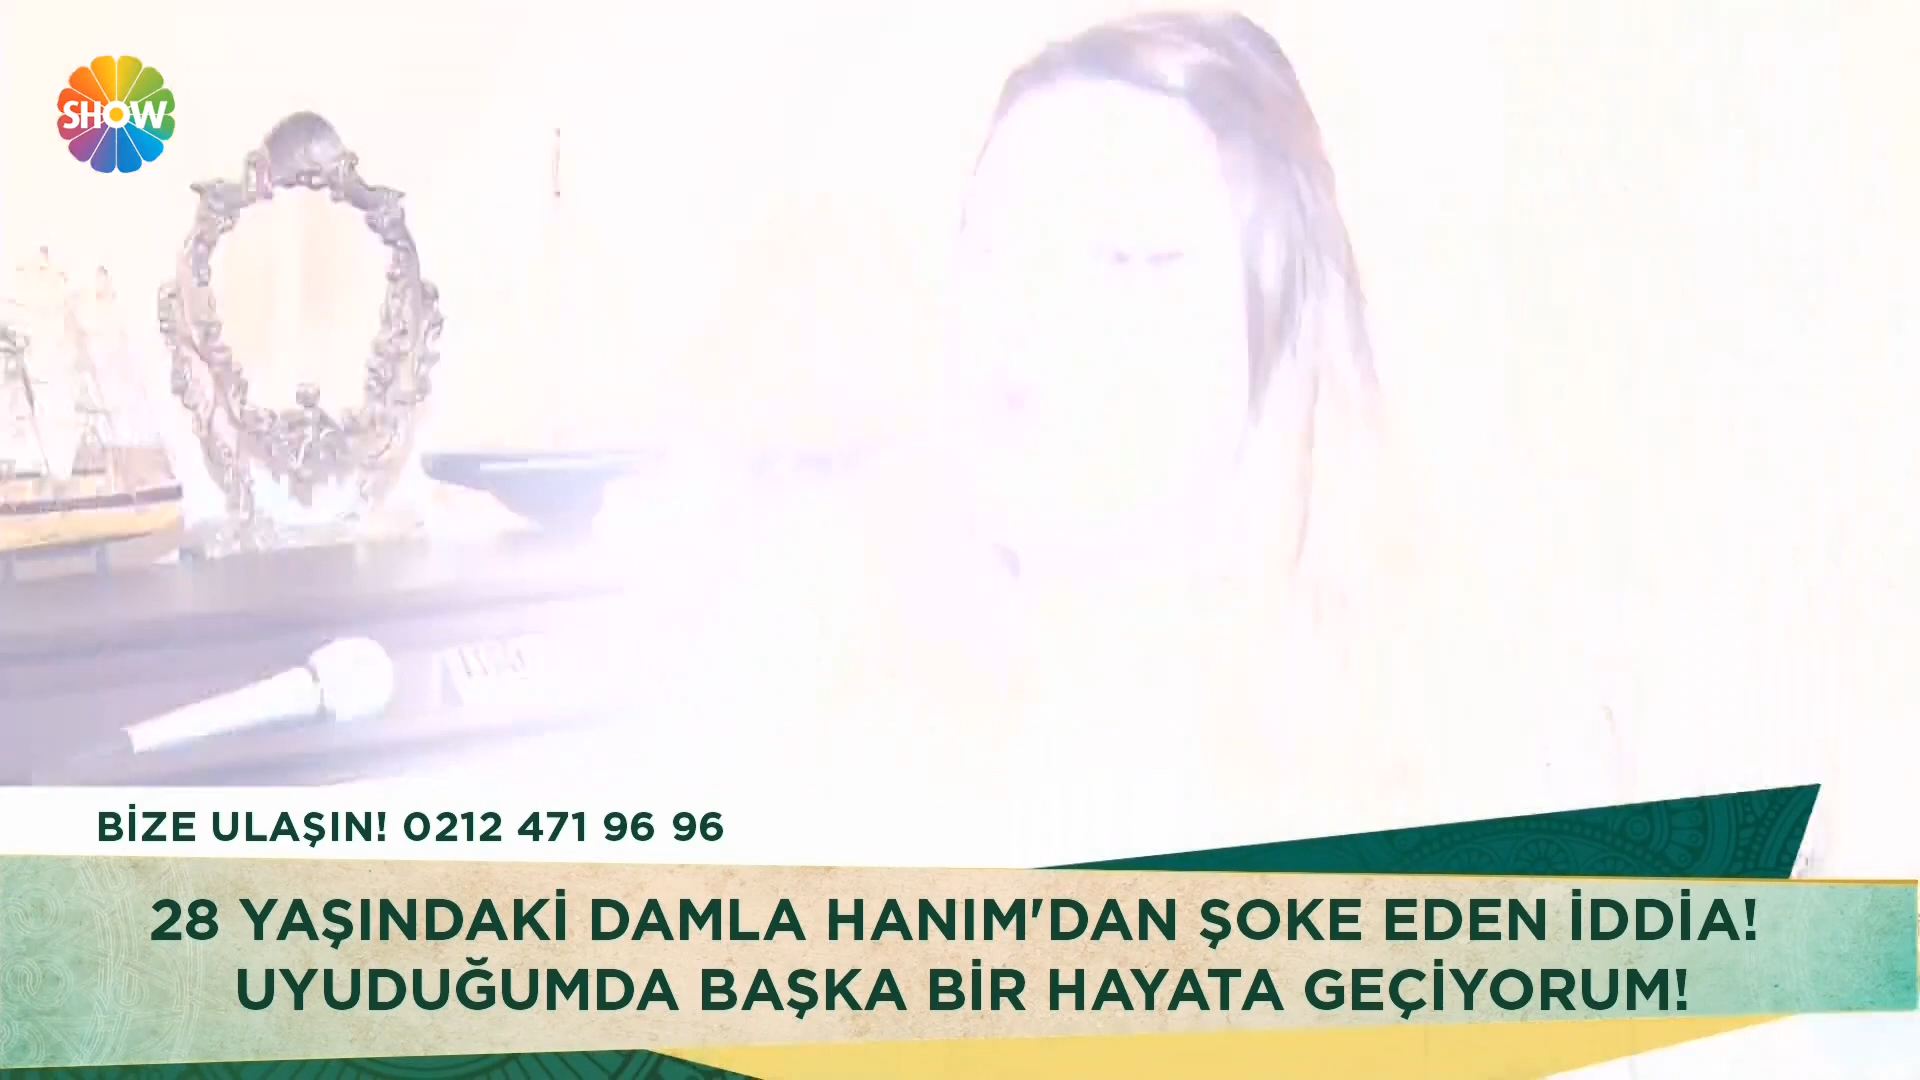 SHOW
BİZE ULAŞIN! 0212 471 96 96
28 YAŞINDAKİ DAMLA HANIM'DAN ŞOKE EDEN İDDİA!
UYUDUĞUMDA BAŞKA BİR HAYATA GEÇİYORUM!